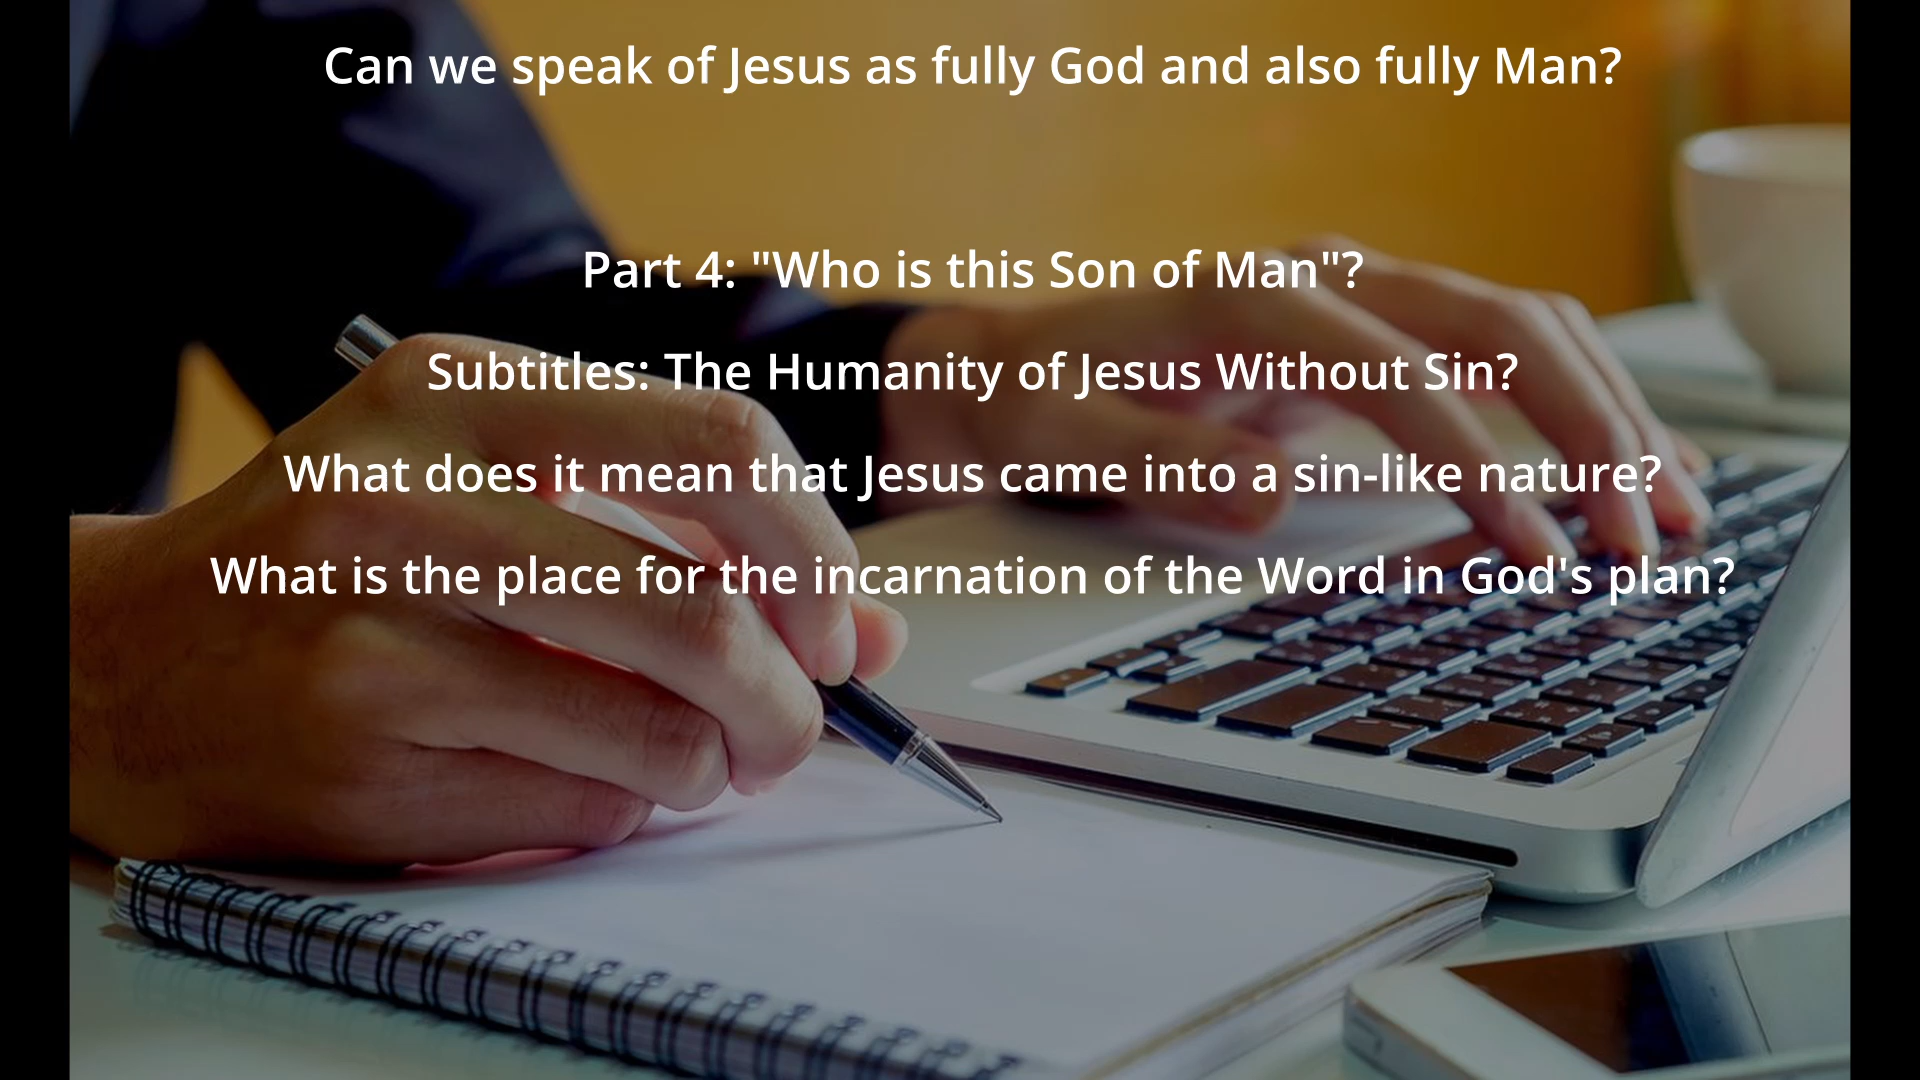 Can we speak of Jesus as fully God and also fully Man?
Part 4: "Who is this Son of Man"?
Subtitles: The Humanity of Jesus Without Sin?
What does it mean that Jesus came into a sin-like nature?
What is the place for the incarnation of the Word in God's plan?